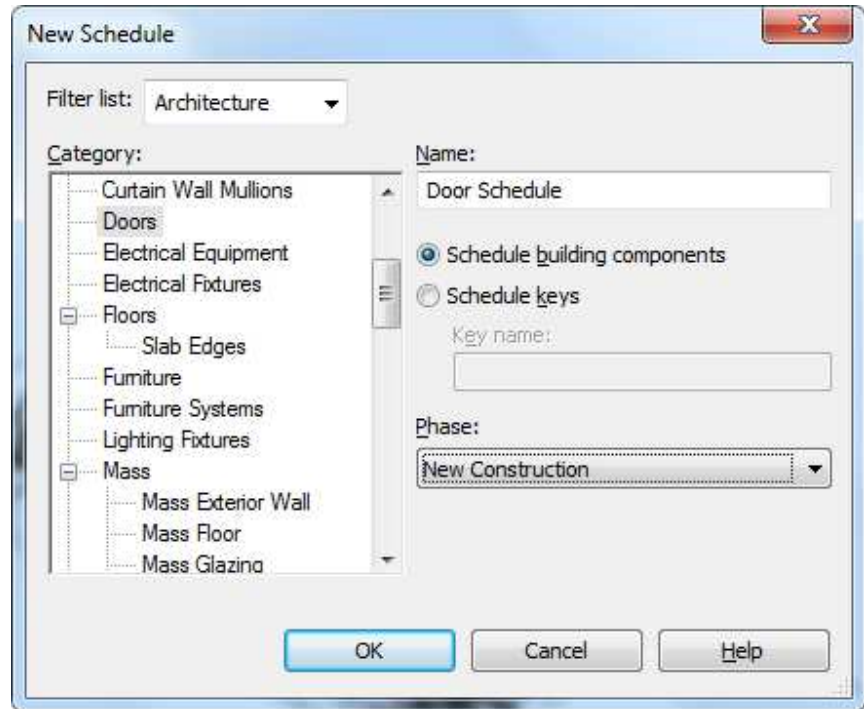 New Schedule
Filter list: Architecture
Category:
Curtain Wall Mullions
Doors
Electrical Equipment
Electrical Fixtures
Floors
Slab Edges
Furniture
Furniture Systems
Lighting Fixtures
Mass
Mass Exterior Wall
Mass Floor
Mass Glazing
Name:
Door Schedule
Schedule building components
Schedule keys
Key name:
Phase:
New Construction
OK Cancel Help